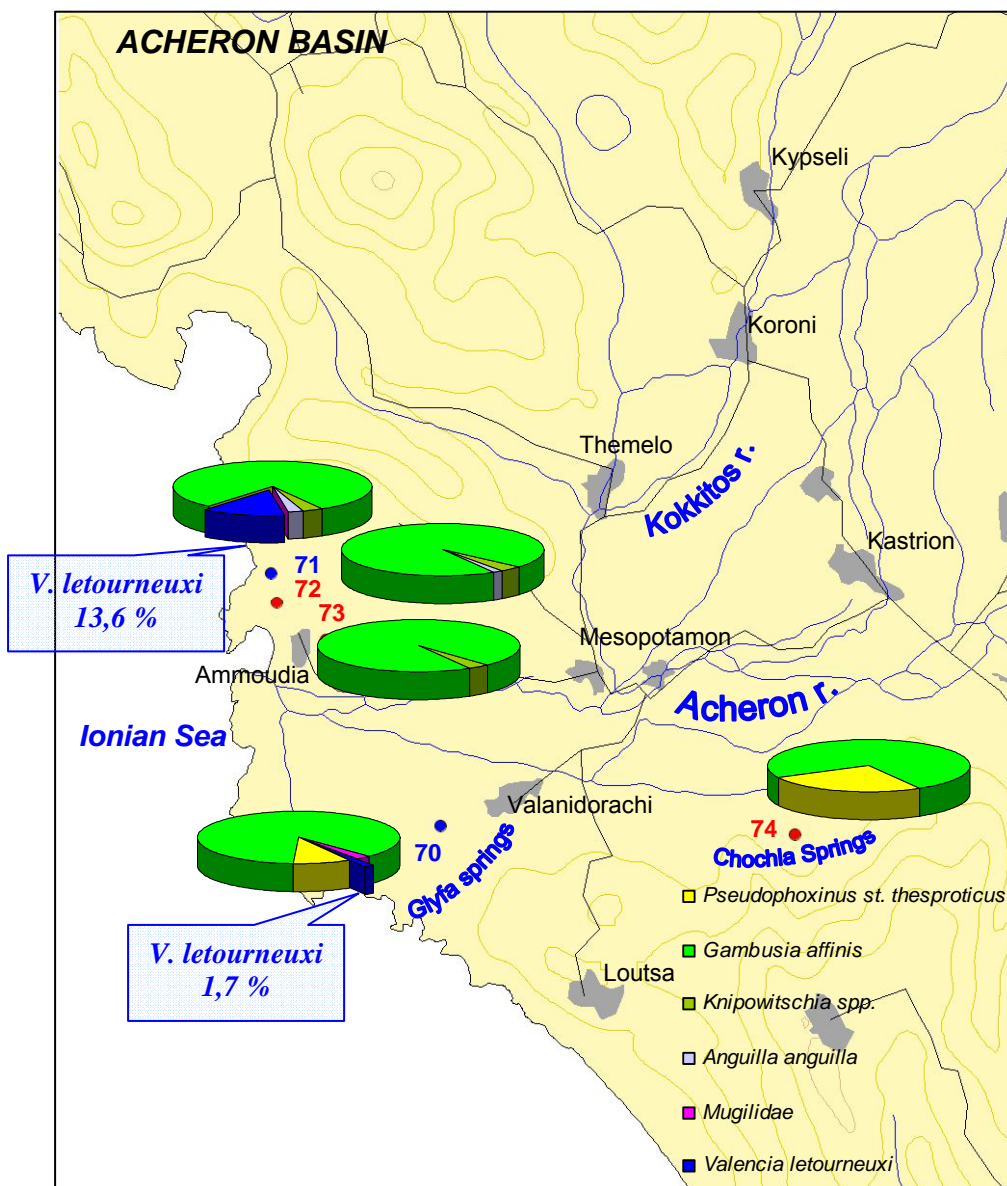 ACHERON BASIN
Kypseli
Koroni
Themelo
Kokkitos r.
Kastrion
V. letourneuxi
13,6 %
71
72
73
Mesopotamon
Ammoudia
Acheron r.
Ionian Sea
Valanidorachi
70
Glyfa springs
74
Chochla Springs
V. letourneuxi
1,7 %
Loutsa
Pseudophoxinus st. thesproticus
Gambusia affinis
Knipowitschia spp.
Anguilla anguilla
Mugilidae
Valencia letourneuxi